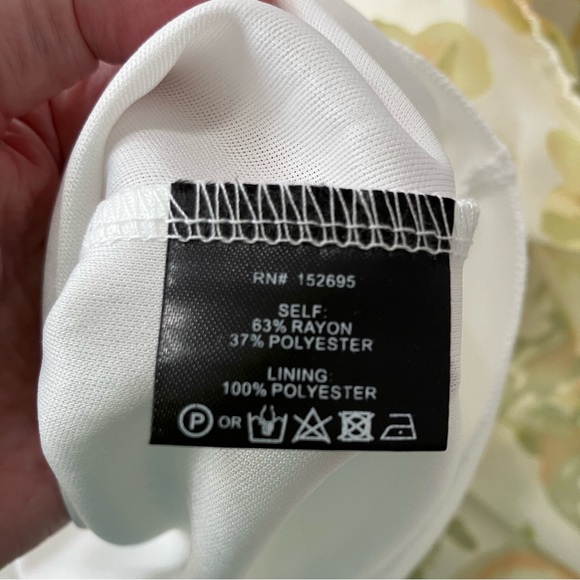 RN# 152695
SELF:
63% RAYON
37% POLYESTER
LINING:
100% POLYESTER
P OR